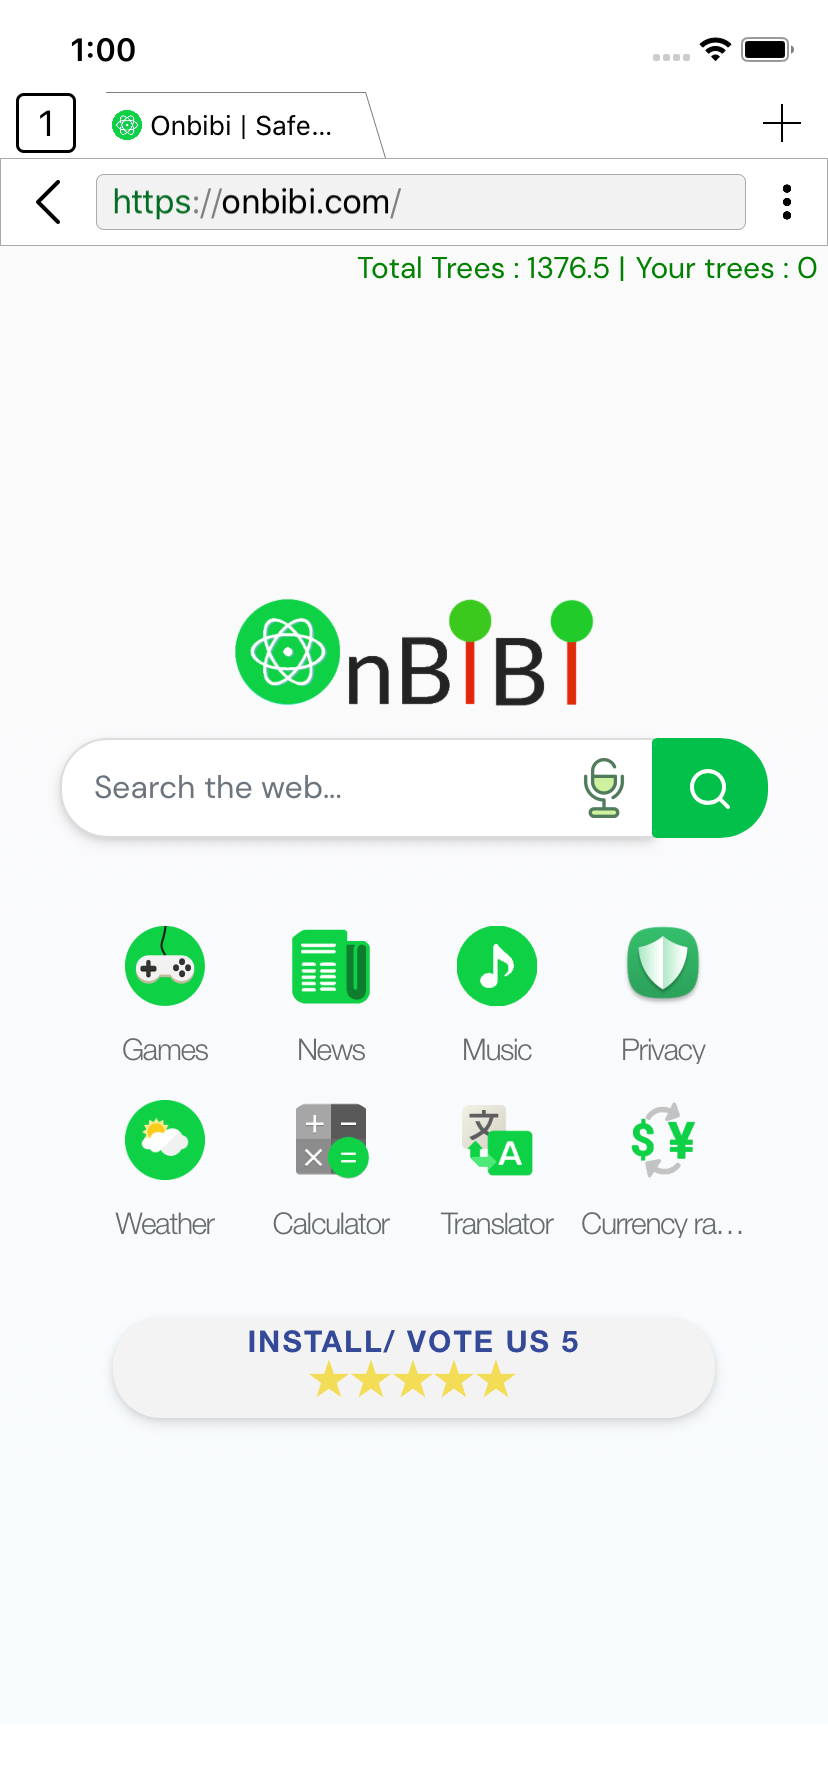 1:00
1
Onbibi | Safe...
https://onbibi.com/
Total Trees : 1376.5 | Your trees : 0
OnBiBi
Search the web...
Games
News
Music
Privacy
Weather
Calculator
Translator
Currency ra...
INSTALL/ VOTE US 5